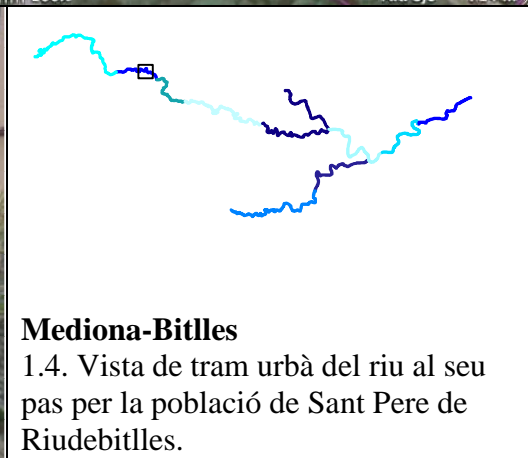 Mediona-Bitlles
1.4. Vista de tram urbà del riu al seu
pas per la població de Sant Pere de
Riudebitlles.